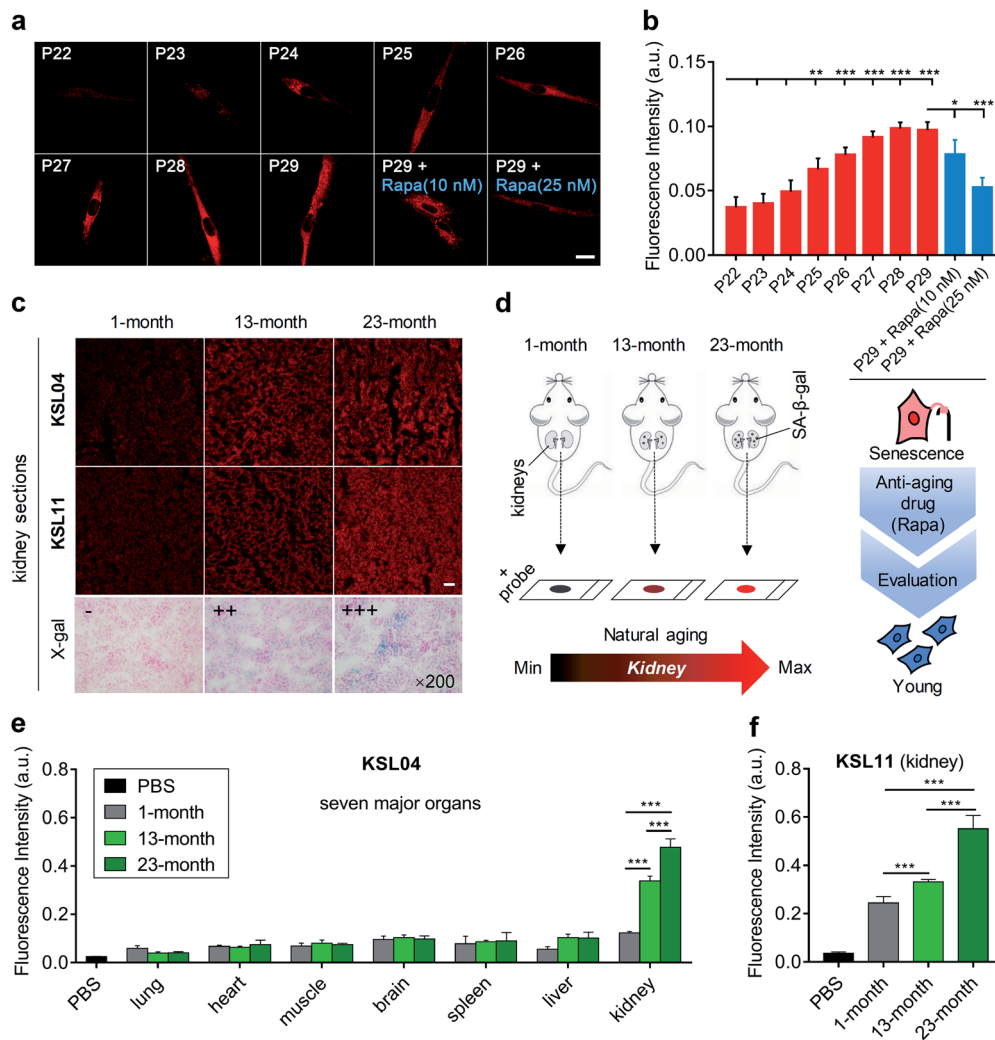 a
P22 P23 P24 P25 P26
P27 P28 P29 P29 + P29 +
Rapa(10 nM) Rapa(25 nM)
b
Fluorescence Intensity (a.u.)
0.15
0.10
0.05
0.00
** *** *** *** ***
* ***
P22 P23 P24 P25 P26 P27 P28 P29 P29 + Rapa(10 nM) P29 + Rapa(25 nM)
c
1-month 13-month 23-month
kidney sections
KSL04
KSL11
X-gal
- ++ +++
×200
d
1-month 13-month 23-month
kidneys
SA-β-gal
+ probe
Natural aging
Min Kidney Max
Senescence
Anti-aging
drug
(Rapa)
Evaluation
Young
e
KSL04
seven major organs
Fluorescence Intensity (a.u.)
0.8
0.6
0.4
0.2
0.0
PBS
1-month
13-month
23-month
***
***
***
PBS lung heart muscle brain spleen liver kidney
f
KSL11 (kidney)
Fluorescence Intensity (a.u.)
0.8
0.6
0.4
0.2
0.0
***
***
***
PBS 1-month 13-month 23-month